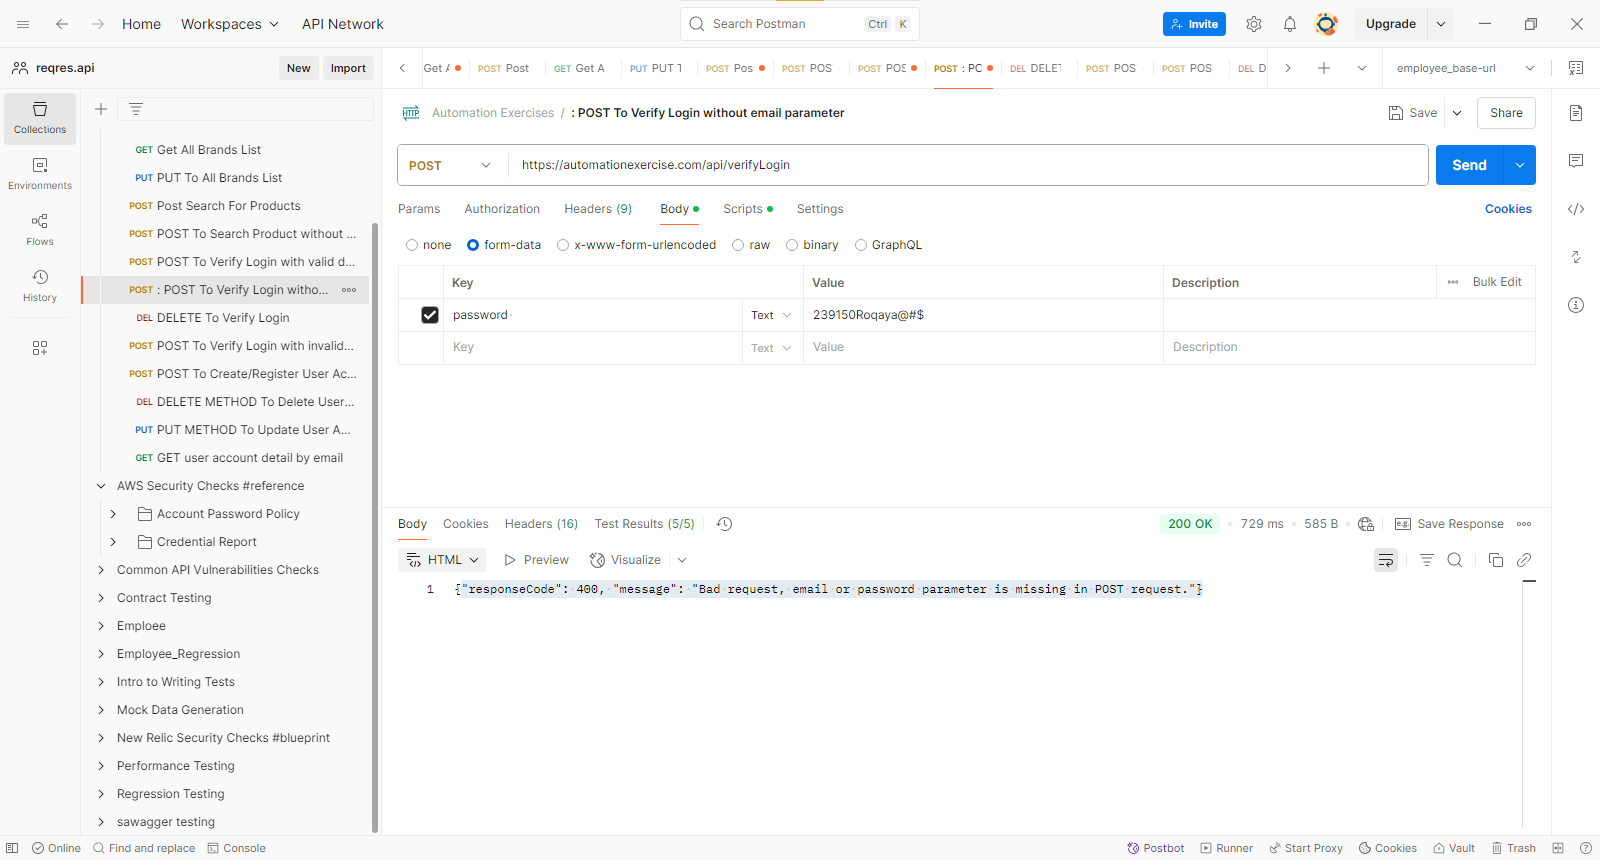 Home Workspaces API Network Search Postman Ctrl K Invite Upgrade
reqres.api New Import Get A POST Post GET Get A PUT PUT T POST Pos POST POS POST POS POST : PC DEL DELET POST POS POST POS DEL D employee_base-url
Collections
Environments
Flows
History
GET Get All Brands List
PUT PUT To All Brands List
POST Post Search For Products
POST POST To Search Product without ...
POST POST To Verify Login with valid d...
POST : POST To Verify Login witho...
DEL DELETE To Verify Login
POST POST To Verify Login with invalid...
POST POST To Create/Register User Ac...
DEL DELETE METHOD To Delete User...
PUT PUT METHOD To Update User A...
GET GET user account detail by email
AWS Security Checks #reference
Account Password Policy
Credential Report
Common API Vulnerabilities Checks
Contract Testing
Emploee
Employee_Regression
Intro to Writing Tests
Mock Data Generation
New Relic Security Checks #blueprint
Performance Testing
Regression Testing
sawagger testing
HTTP Automation Exercises / : POST To Verify Login without email parameter Save Share
POST https://automationexercise.com/api/verifyLogin Send
Params Authorization Headers (9) Body Scripts Settings Cookies
none form-data x-www-form-urlencoded raw binary GraphQL
Key Value Description Bulk Edit
password Text 239150Roqaya@#$
Key Text Value Description
Body Cookies Headers (16) Test Results (5/5) 200 OK 729 ms 585 B e.g. Save Response
HTML Preview Visualize
1 {"responseCode": 400, "message": "Bad request, email or password parameter is missing in POST request."}
Online Find and replace Console Postbot Runner Start Proxy Cookies Vault Trash